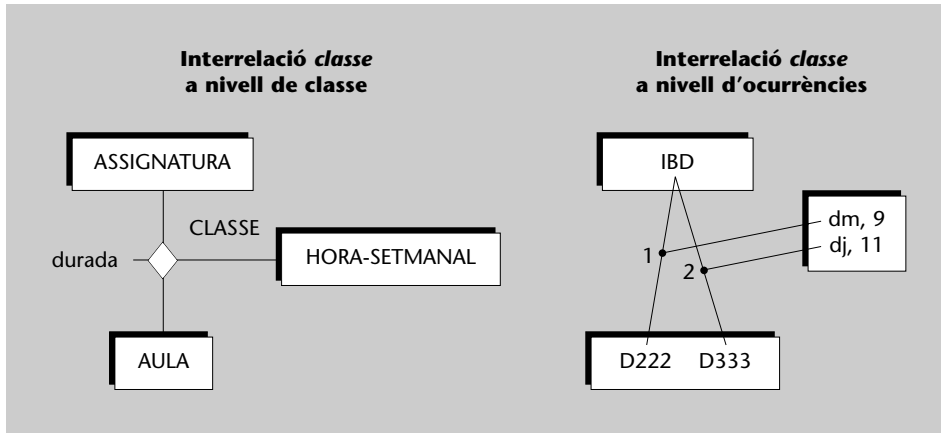 Interrelació classe
a nivell de classe
ASSIGNATURA
CLASSE
durada
HORA-SETMANAL
AULA
Interrelació classe
a nivell d'ocurrències
IBD
dm, 9
dj, 11
1
2
D222 D333